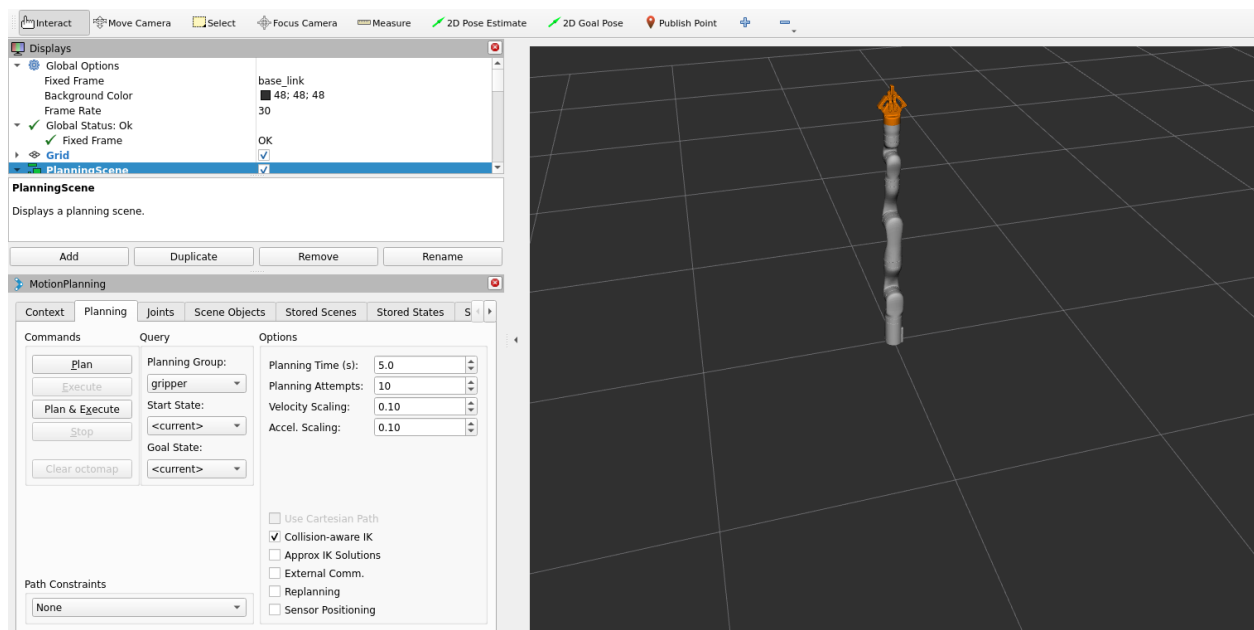 Interact Move Camera Select Focus Camera Measure 2D Pose Estimate 2D Goal Pose Publish Point
Displays
Global Options
Fixed Frame base_link
Background Color 48; 48; 48
Frame Rate 30
Global Status: Ok
Fixed Frame OK
Grid
PlanningScene
PlanningScene
Displays a planning scene.
Add Duplicate Remove Rename
MotionPlanning
Context Planning Joints Scene Objects Stored Scenes Stored States S
Commands Query Options
Plan Planning Group: Planning Time (s): 5.0
Execute gripper Planning Attempts: 10
Plan & Execute Start State: Velocity Scaling: 0.10
Stop <current> Accel. Scaling: 0.10
Goal State:
Clear octomap <current>
Use Cartesian Path
Collision-aware IK
Approx IK Solutions
External Comm.
Path Constraints Replanning
None Sensor Positioning